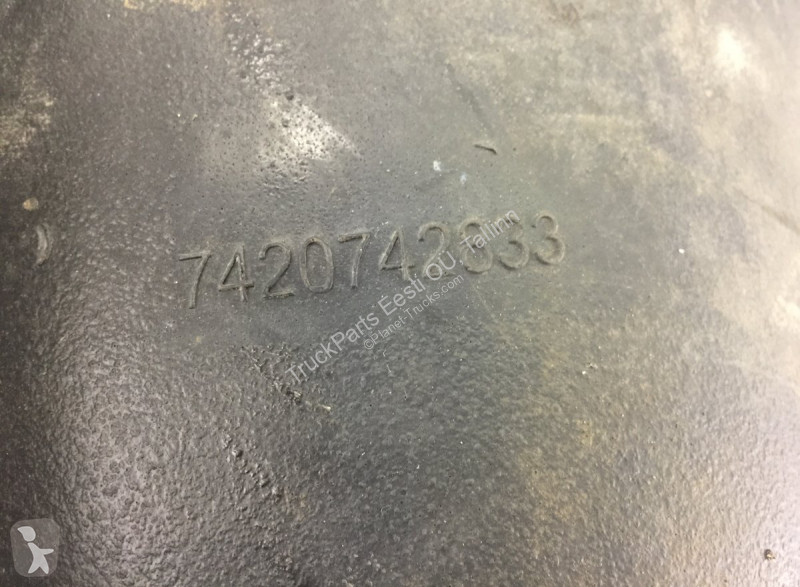 7420742833
TruckParts Eesti OÜ, Tallinn
©Planet-Trucks.com